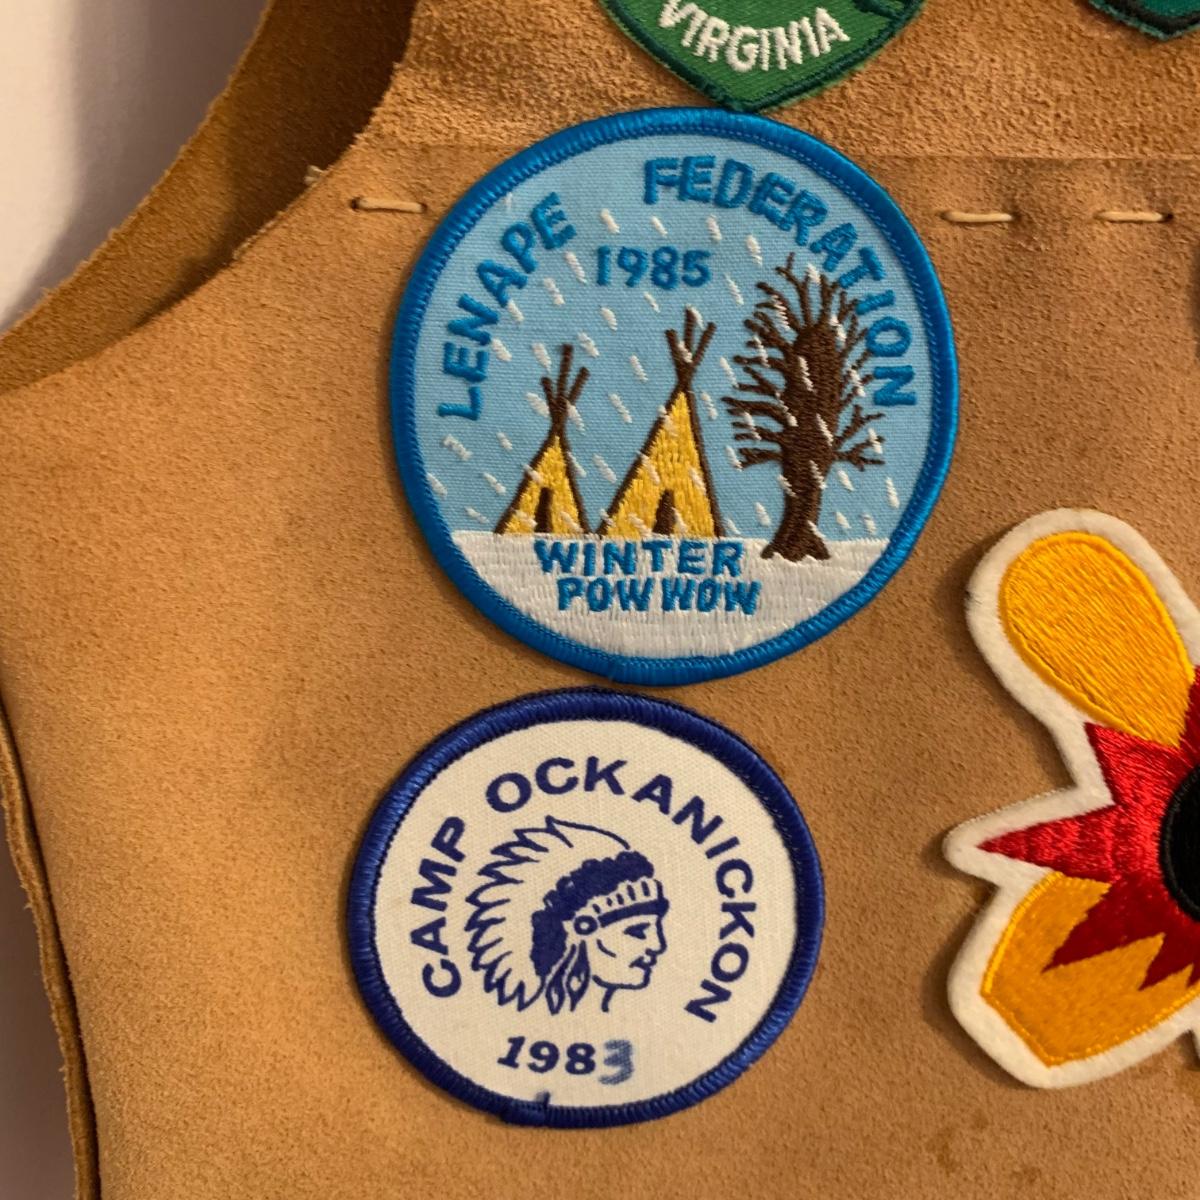 VIRGINIA
LENAPE FEDERATION
1985
WINTER
POW WOW
CAMP OCKANICKON
1983